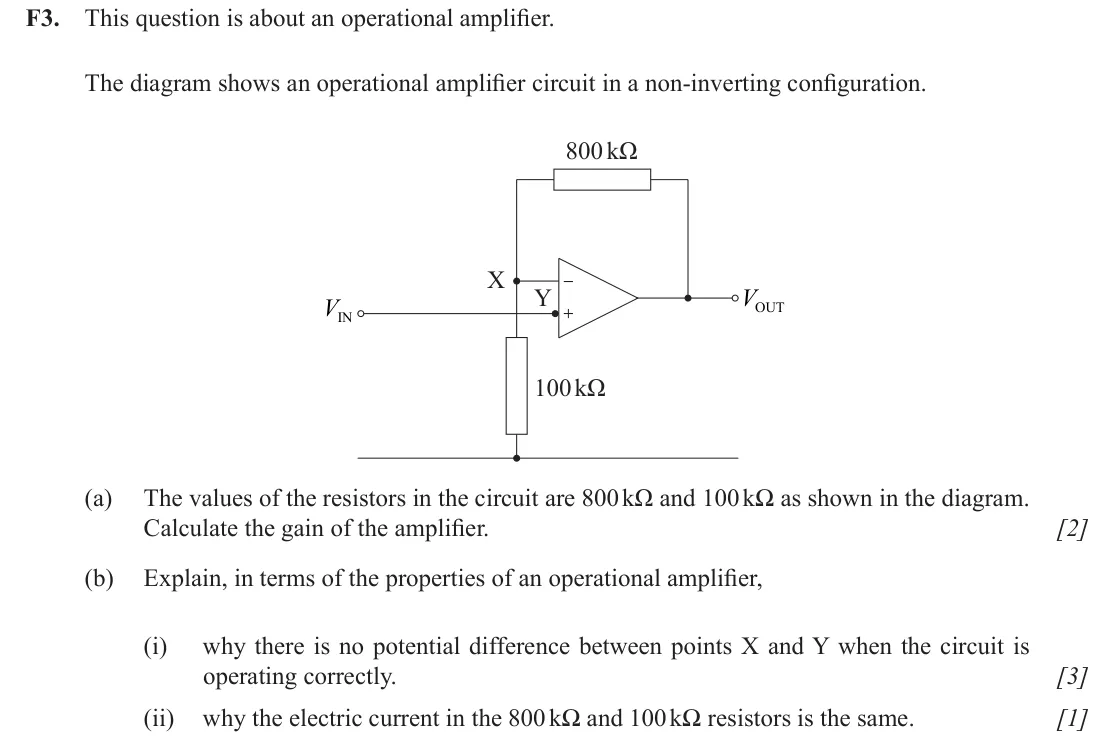 F3. This question is about an operational amplifier.
The diagram shows an operational amplifier circuit in a non-inverting configuration.
800 kΩ
X
Y
–
+
V_IN
V_OUT
100 kΩ
(a) The values of the resistors in the circuit are 800 kΩ and 100 kΩ as shown in the diagram.
Calculate the gain of the amplifier. [2]
(b) Explain, in terms of the properties of an operational amplifier,
(i) why there is no potential difference between points X and Y when the circuit is
operating correctly. [3]
(ii) why the electric current in the 800 kΩ and 100 kΩ resistors is the same. [1]